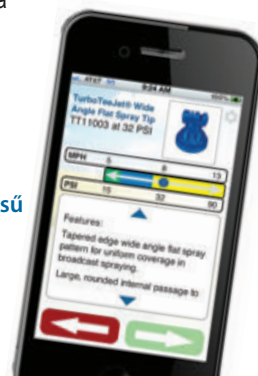 a
AT&T
9:24 AM
TurboTeeJet® Wide
Angle Flat Spray Tip
TT11003 at 32 PSI
MPH 5 8 13
PSI 15 32 90
sű
Features:
Tapered edge wide angle flat spray
pattern for uniform coverage in
broadcast spraying.
Large, rounded internal passage to